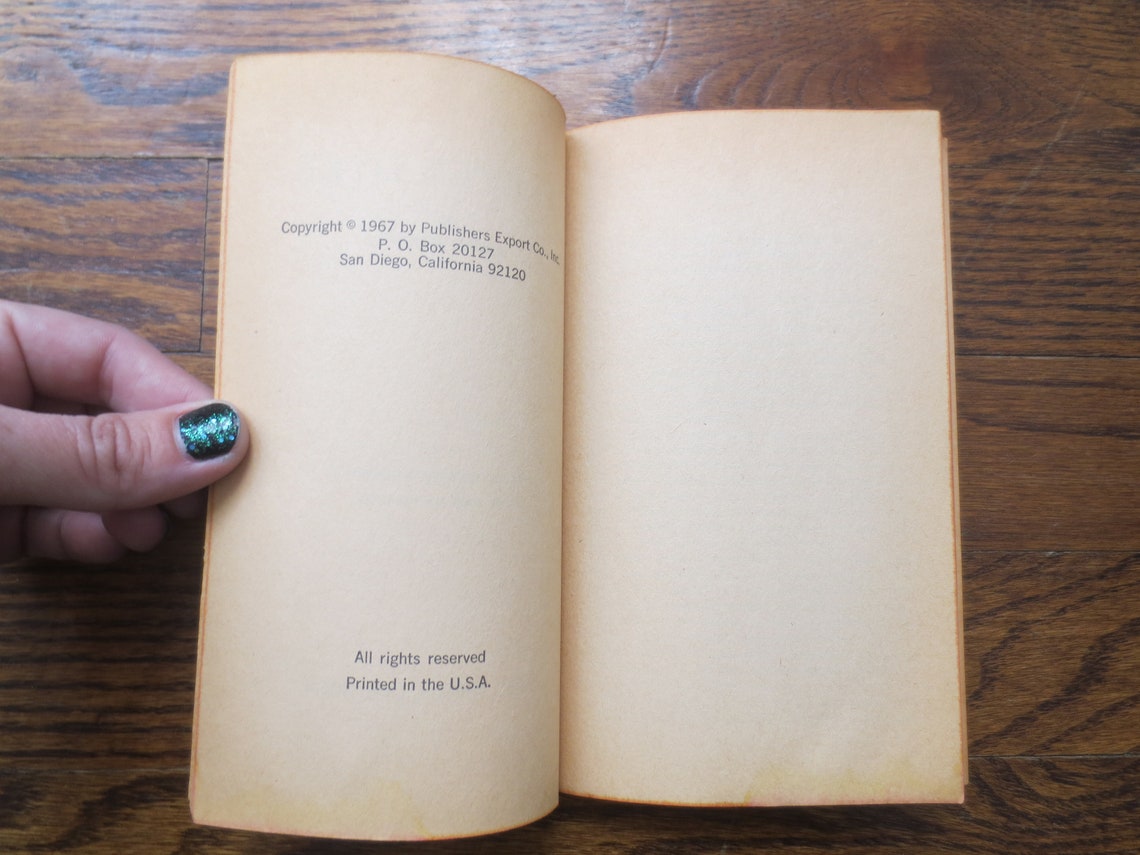 Copyright © 1967 by Publishers Export Co., Inc.
P. O. Box 20127
San Diego, California 92120
All rights reserved
Printed in the U.S.A.